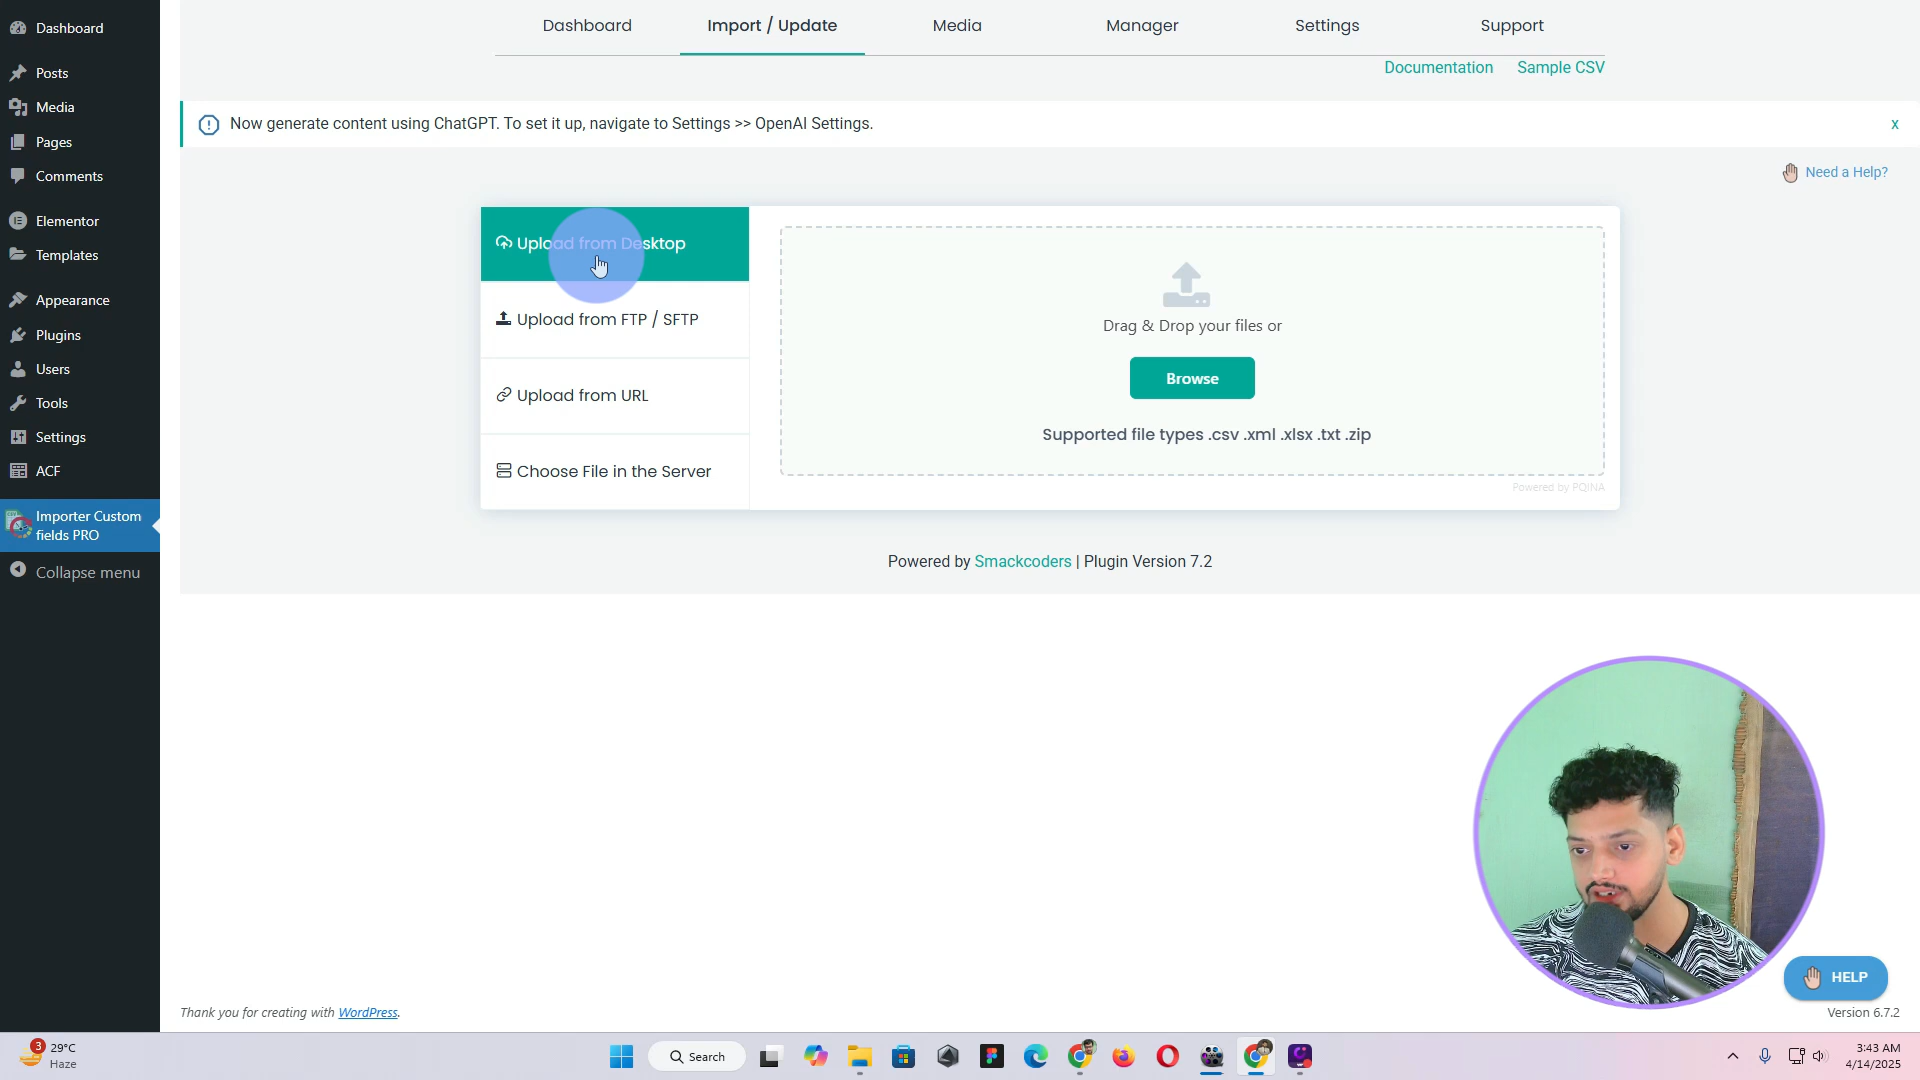 Dashboard
Posts
Media
Pages
Comments
Elementor
Templates
Appearance
Plugins
Users
Tools
Settings
ACF
Importer Custom
fields PRO
Collapse menu
Dashboard Import / Update Media Manager Settings Support
Documentation Sample CSV
Now generate content using ChatGPT. To set it up, navigate to Settings >> OpenAI Settings. x
Need a Help?
Upload from Desktop
Upload from FTP / SFTP
Upload from URL
Choose File in the Server
Drag & Drop your files or
Browse
Supported file types .csv .xml .xlsx .txt .zip
Powered by PQINA
Powered by Smackcoders | Plugin Version 7.2
HELP
Thank you for creating with WordPress.
Version 6.7.2
3
29°C
Haze
Search
3:43 AM
4/14/2025